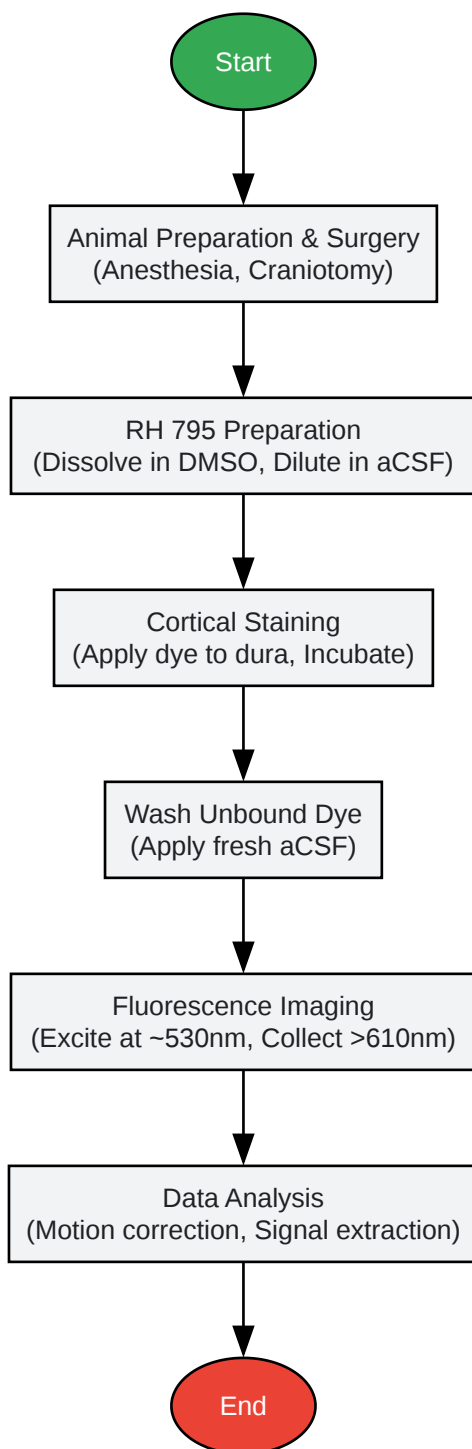 Start
Animal Preparation & Surgery
(Anesthesia, Craniotomy)
RH 795 Preparation
(Dissolve in DMSO, Dilute in aCSF)
Cortical Staining
(Apply dye to dura, Incubate)
Wash Unbound Dye
(Apply fresh aCSF)
Fluorescence Imaging
(Excite at ~530nm, Collect >610nm)
Data Analysis
(Motion correction, Signal extraction)
End